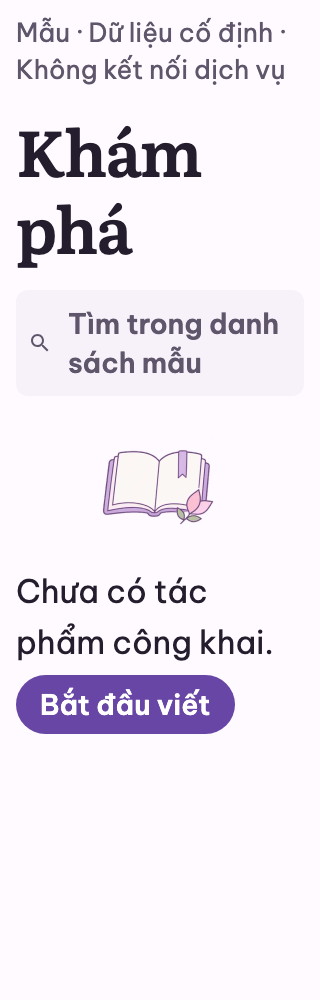 Mẫu · Dữ liệu cố định ·
Không kết nối dịch vụ
Khám
phá
Tìm trong danh
sách mẫu
Chưa có tác
phẩm công khai.
Bắt đầu viết